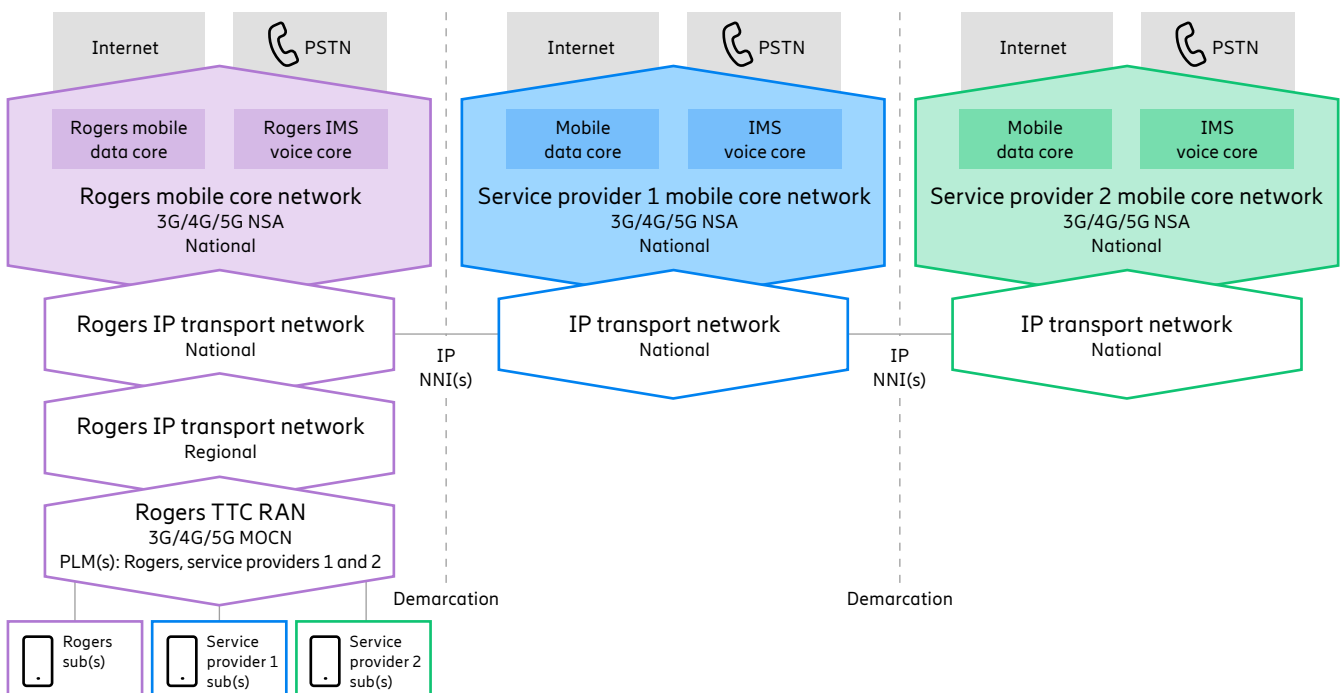 Internet
PSTN
Rogers mobile
data core
Rogers IMS
voice core
Rogers mobile core network
3G/4G/5G NSA
National
Rogers IP transport network
National
Rogers IP transport network
Regional
Rogers TTC RAN
3G/4G/5G MOCN
PLM(s): Rogers, service providers 1 and 2
Rogers
sub(s)
Service
provider 1
sub(s)
Service
provider 2
sub(s)
IP
NNI(s)
Demarcation
Internet
PSTN
Mobile
data core
IMS
voice core
Service provider 1 mobile core network
3G/4G/5G NSA
National
IP transport network
National
IP
NNI(s)
Demarcation
Internet
PSTN
Mobile
data core
IMS
voice core
Service provider 2 mobile core network
3G/4G/5G NSA
National
IP transport network
National